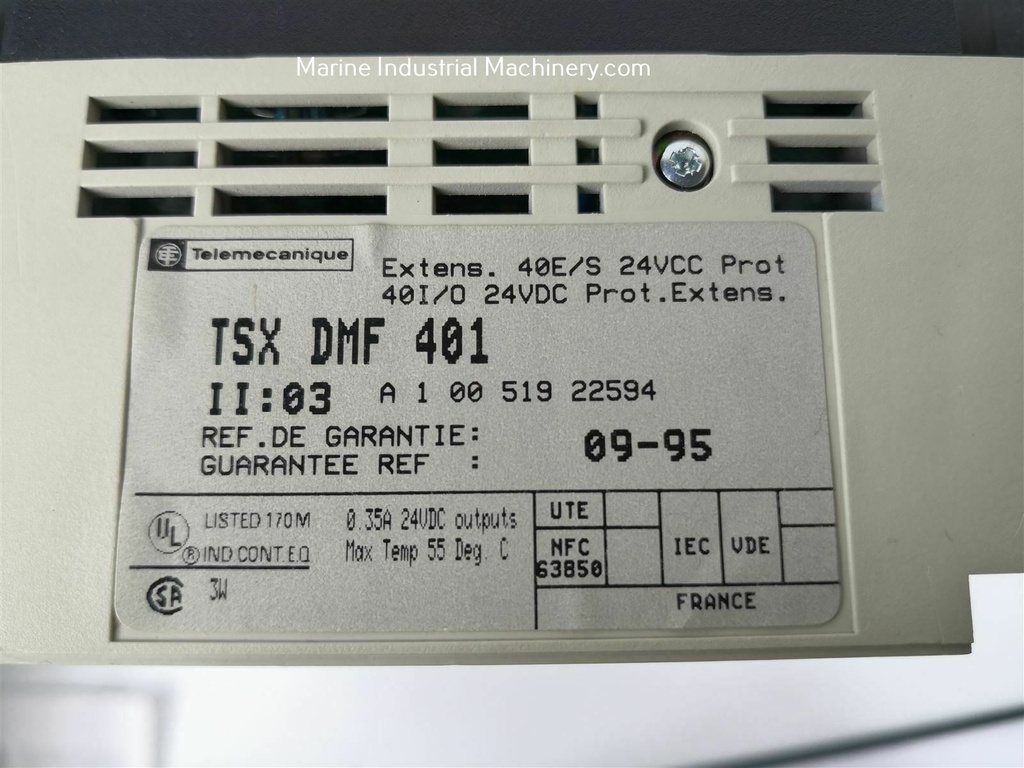 Marine Industrial Machinery.com
Telemecanique
Extens. 40E/S 24VCC Prot
40I/O 24VDC Prot.Extens.
TSX DMF 401
II:03 A 1 00 519 22594
REF.DE GARANTIE:
GUARANTEE REF :
09-95
UL ® LISTED 170M
IND CONT.EQ
0.35A 24VDC outputs
Max Temp 55 Deg. C
SA 3W
UTE
NFC
63850
IEC
VDE
FRANCE